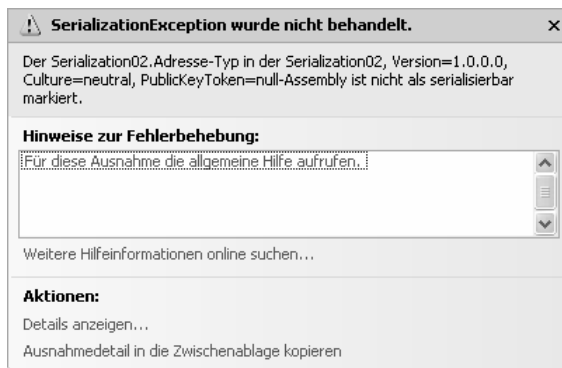 SerializationException wurde nicht behandelt.
Der Serialization02.Adresse-Typ in der Serialization02, Version=1.0.0.0,
Culture=neutral, PublicKeyToken=null-Assembly ist nicht als serialisierbar
markiert.
Hinweise zur Fehlerbehebung:
Für diese Ausnahme die allgemeine Hilfe aufrufen.
Weitere Hilfeinformationen online suchen...
Aktionen:
Details anzeigen...
Ausnahmedetail in die Zwischenablage kopieren